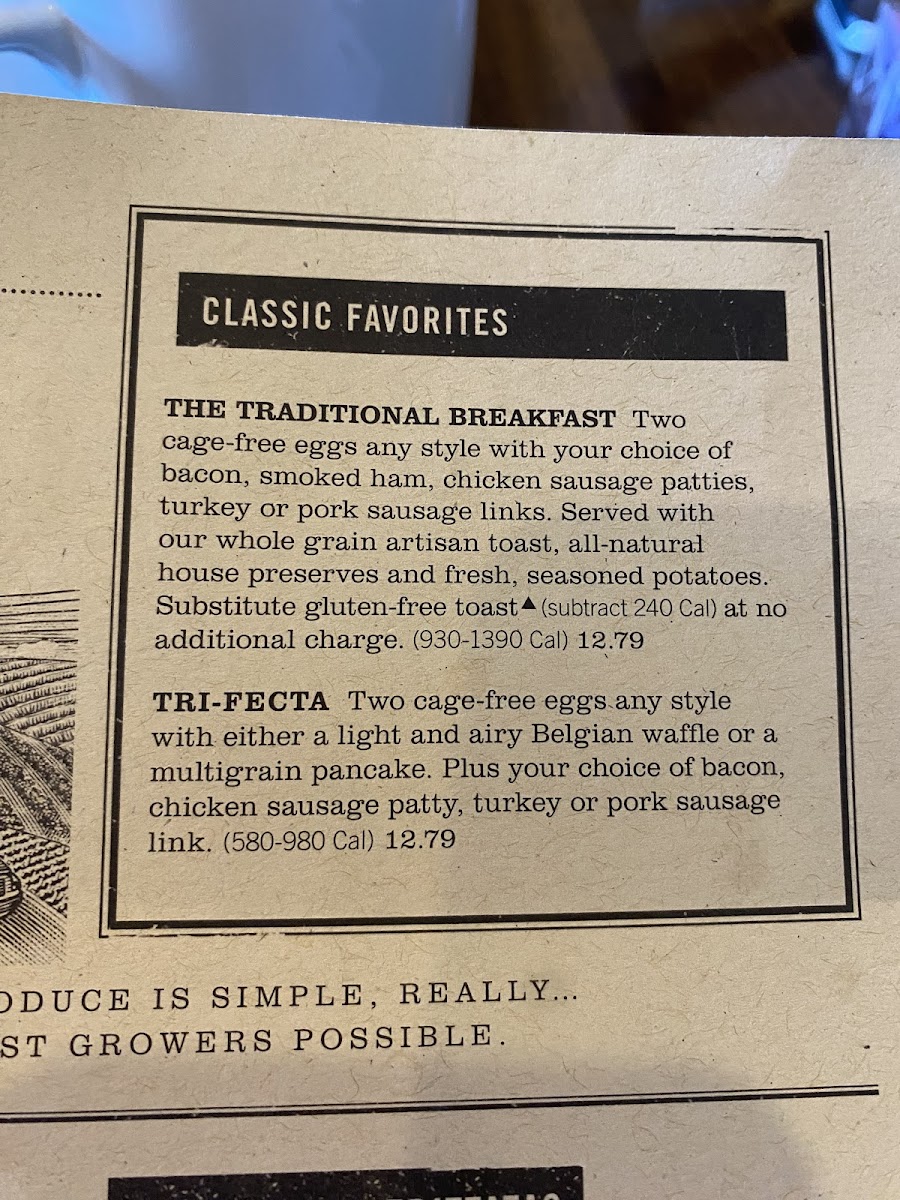 CLASSIC FAVORITES
THE TRADITIONAL BREAKFAST Two
cage-free eggs any style with your choice of
bacon, smoked ham, chicken sausage patties,
turkey or pork sausage links. Served with
our whole grain artisan toast, all-natural
house preserves and fresh, seasoned potatoes.
Substitute gluten-free toast▲ (subtract 240 Cal) at no
additional charge. (930-1390 Cal) 12.79
TRI-FECTA Two cage-free eggs any style
with either a light and airy Belgian waffle or a
multigrain pancake. Plus your choice of bacon,
chicken sausage patty, turkey or pork sausage
link. (580-980 Cal) 12.79
ODUCE IS SIMPLE, REALLY...
ST GROWERS POSSIBLE.